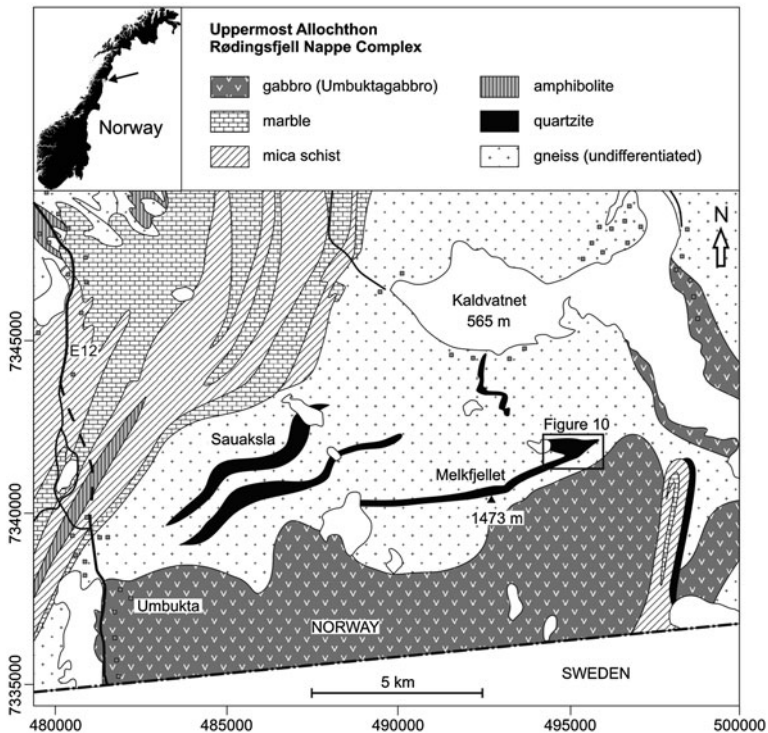 Norway
Uppermost Allochthon
Rødingsfjell Nappe Complex
gabbro (Umbuktagabbro)
marble
mica schist
amphibolite
quartzite
gneiss (undifferentiated)
N
Kaldvatnet
565 m
E12
Figure 10
Sauaksla
Melkfjellet
1473 m
Umbukta
NORWAY
SWEDEN
5 km
7345000
7340000
7335000
480000
485000
490000
495000
500000